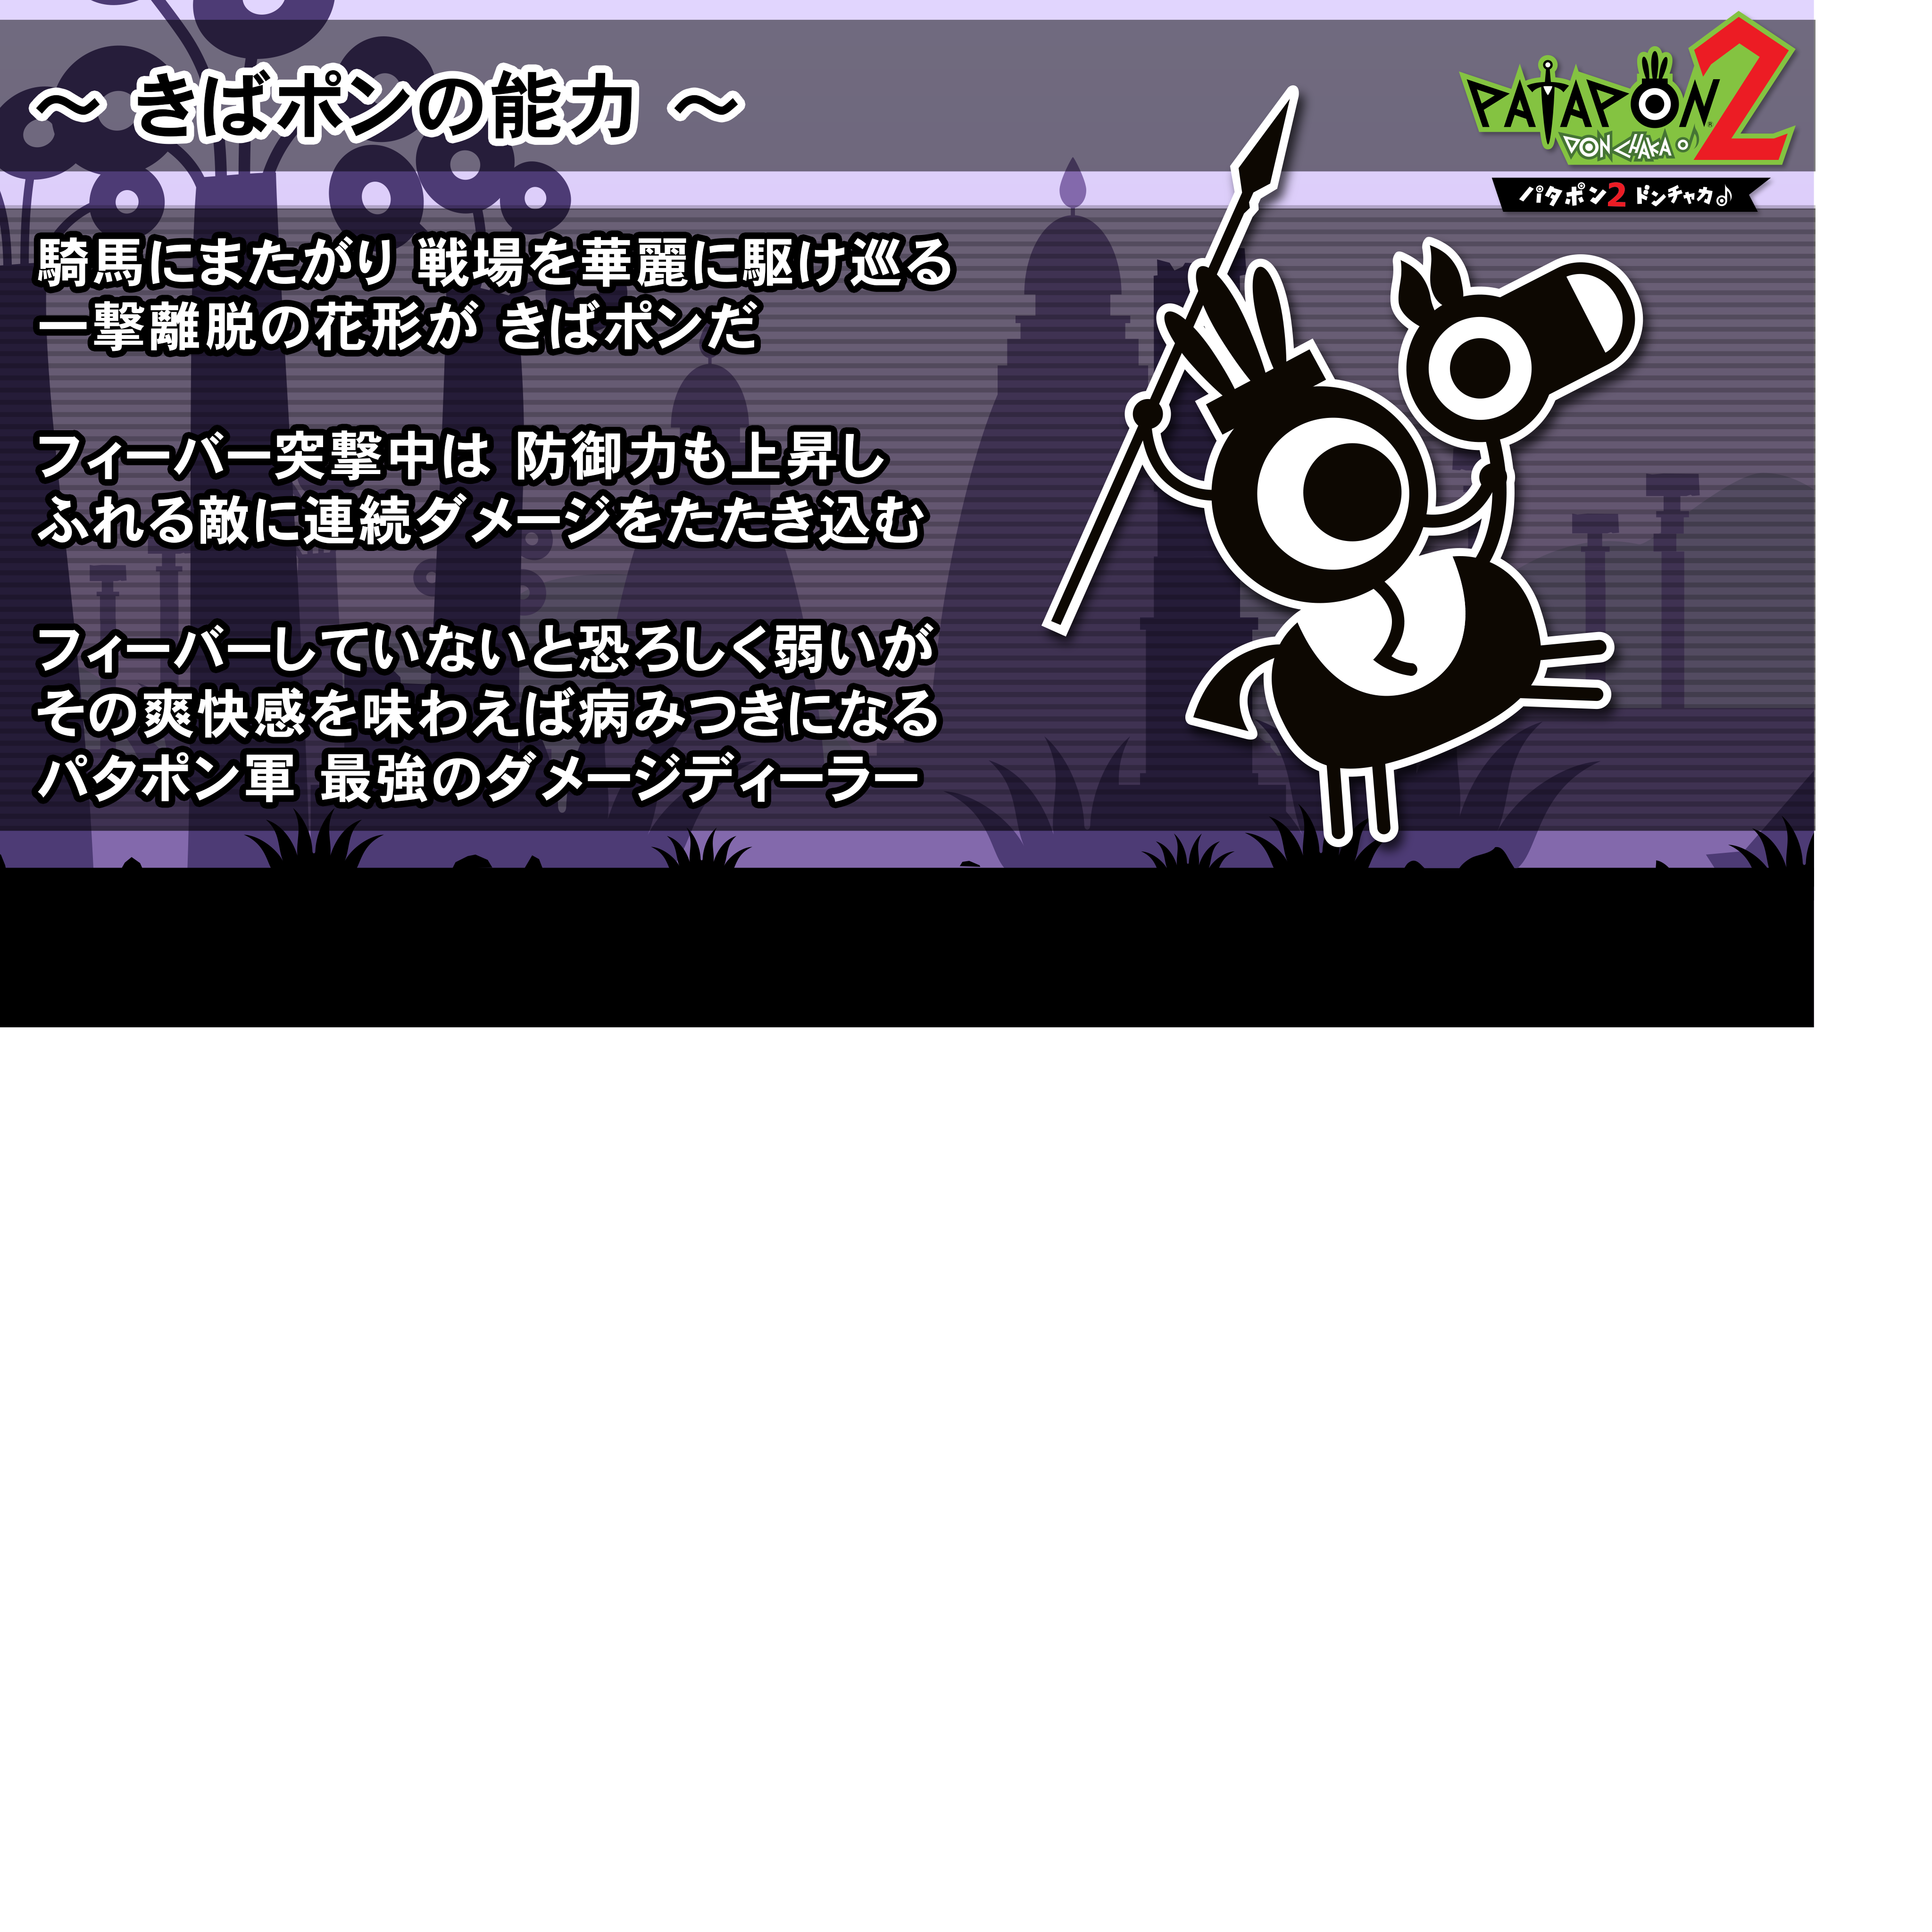 ～ きばポンの能力 ～
PATAPON2
DON CHAKA♪
パタポン2 ドンチャカ♪
騎馬にまたがり 戦場を華麗に駆け巡る
一撃離脱の花形が きばポンだ
フィーバー突撃中は 防御力も上昇し
ふれる敵に連続ダメージをたたき込む
フィーバーしていないと恐ろしく弱いが
その爽快感を味わえば病みつきになる
パタポン軍 最強のダメージディーラー